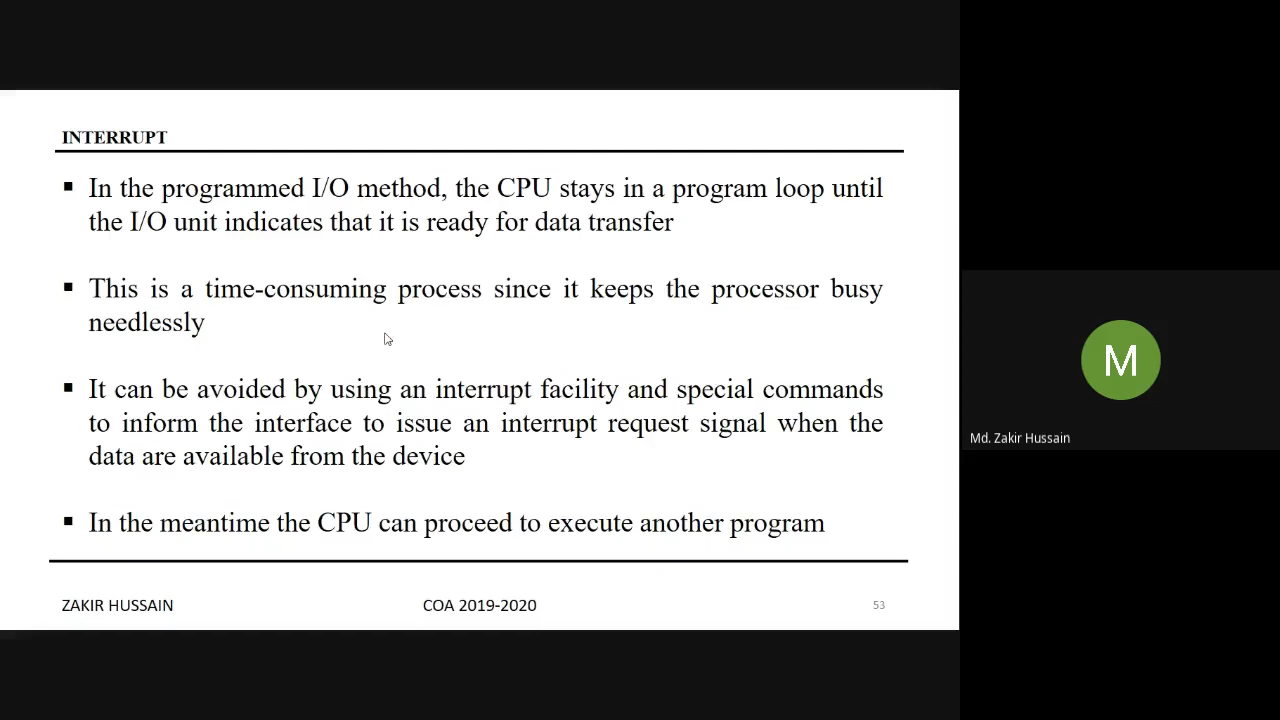 INTERRUPT
▪ In the programmed I/O method, the CPU stays in a program loop until
the I/O unit indicates that it is ready for data transfer
▪ This is a time-consuming process since it keeps the processor busy
needlessly
▪ It can be avoided by using an interrupt facility and special commands
to inform the interface to issue an interrupt request signal when the
data are available from the device
▪ In the meantime the CPU can proceed to execute another program
ZAKIR HUSSAIN
COA 2019-2020
53
M
Md. Zakir Hussain